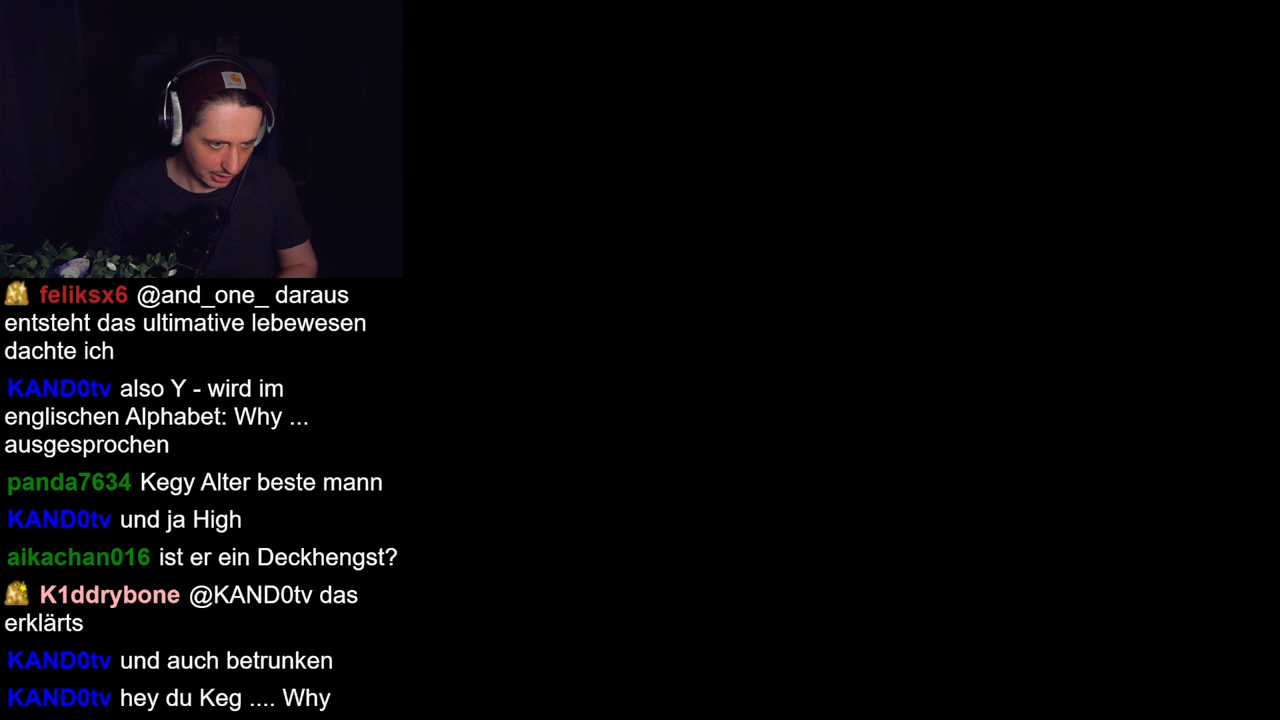 feliksx6 @and_one_ daraus
entsteht das ultimative lebewesen
dachte ich
KAND0tv also Y - wird im
englischen Alphabet: Why ...
ausgesprochen
panda7634 Kegy Alter beste mann
KAND0tv und ja High
aikachan016 ist er ein Deckhengst?
K1ddrybone @KAND0tv das
erklärts
KAND0tv und auch betrunken
KAND0tv hey du Keg .... Why